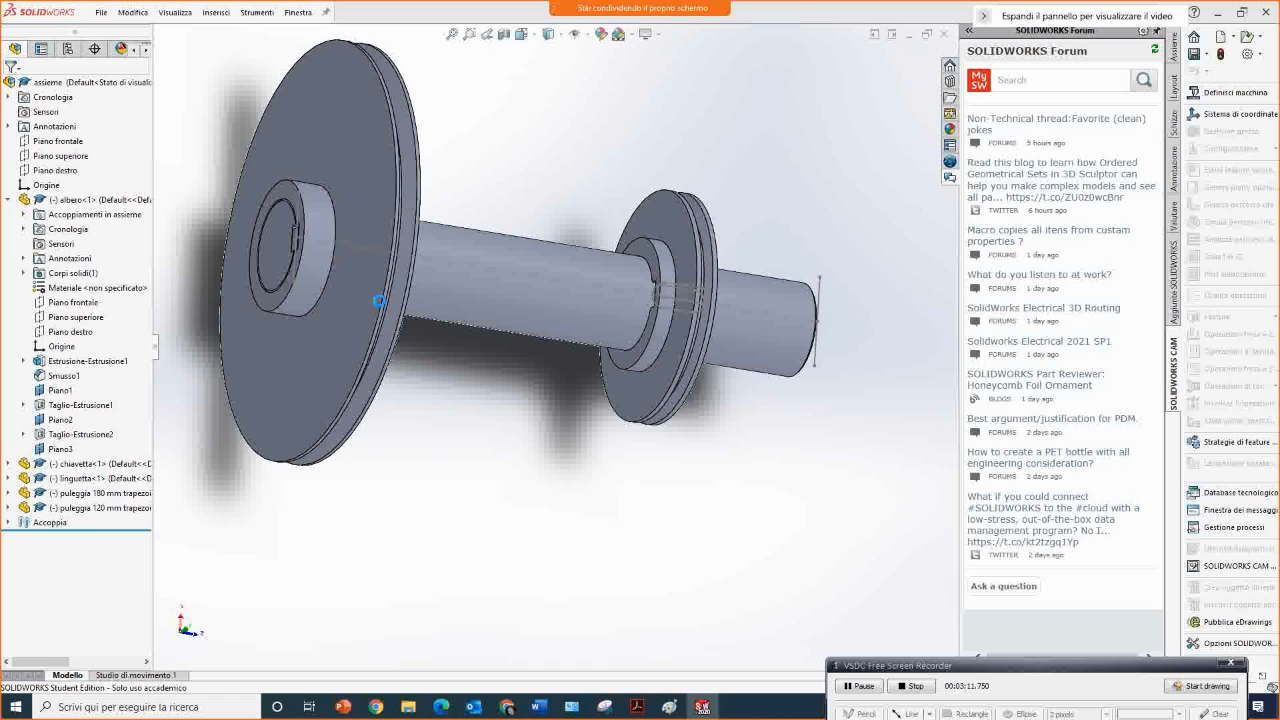 SOLIDWORKS
File
Modifica
Visualizza
Inserisci
Strumenti
Finestra
Stai condividendo il proprio schermo
Espandi il pannello per visualizzare il video
assieme (Default<Stato di visuali
Cronologia
Sensori
Annotazioni
Piano frontale
Piano superiore
Piano destro
Origine
(-) albero<1> (Default<<Def
Accoppiamenti in assieme
Cronologia
Sensori
Annotazioni
Corpi solidi(1)
Materiale <non specificato>
Piano frontale
Piano superiore
Piano destro
Origine
Estrusione-Estrusione1
Smusso1
Piano1
Taglio-Estrusione1
Piano2
Taglio-Estrusione2
Piano3
(-) chiavetta<1> (Default<<D
(-) linguetta<1> (Default<<D
(-) puleggia 180 mm trapezoi
(-) puleggia 120 mm trapezoi
Accoppia
Modello
Studio di movimento 1
SOLIDWORKS Student Edition - Solo uso accademico
SOLIDWORKS Forum
SOLIDWORKS Forum
My SW
Search
Non-Technical thread:Favorite (clean)
jokes
FORUMS 5 hours ago
Read this blog to learn how Ordered
Geometrical Sets in 3D Sculptor can
help you make complex models and see
all pa... https://t.co/ZU0z0wcBnr
TWITTER 6 hours ago
Macro copies all itens from custam
properties ?
FORUMS 1 day ago
What do you listen to at work?
FORUMS 1 day ago
SolidWorks Electrical 3D Routing
FORUMS 1 day ago
Solidworks Electrical 2021 SP1
FORUMS 1 day ago
SOLIDWORKS Part Reviewer:
Honeycomb Foil Ornament
BLOGS 1 day ago
Best argument/justification for PDM.
FORUMS 2 days ago
How to create a PET bottle with all
engineering consideration?
FORUMS 2 days ago
What if you could connect
#SOLIDWORKS to the #cloud with a
low-stress, out-of-the-box data
management program? No I...
https://t.co/kt2tzgq1Yp
TWITTER 2 days ago
Ask a question
Assieme
Layout
Schizzo
Annotazione
Valutare
Aggiunte SOLIDWORKS
SOLIDWORKS CAM
Definisci macchina
Sistema di coordinate
Strategie di feature
Database tecnologico
Finestra dei messagg
Gestione processi
SOLIDWORKS CAM
Pubblica eDrawings
Opzioni SOLIDWOR
VSDC Free Screen Recorder
Pause
Stop
00:03:11.750
Start drawing
Pencil
Line
Rectangle
Ellipse
2 pixels
Clear
Scrivi qui per eseguire la ricerca